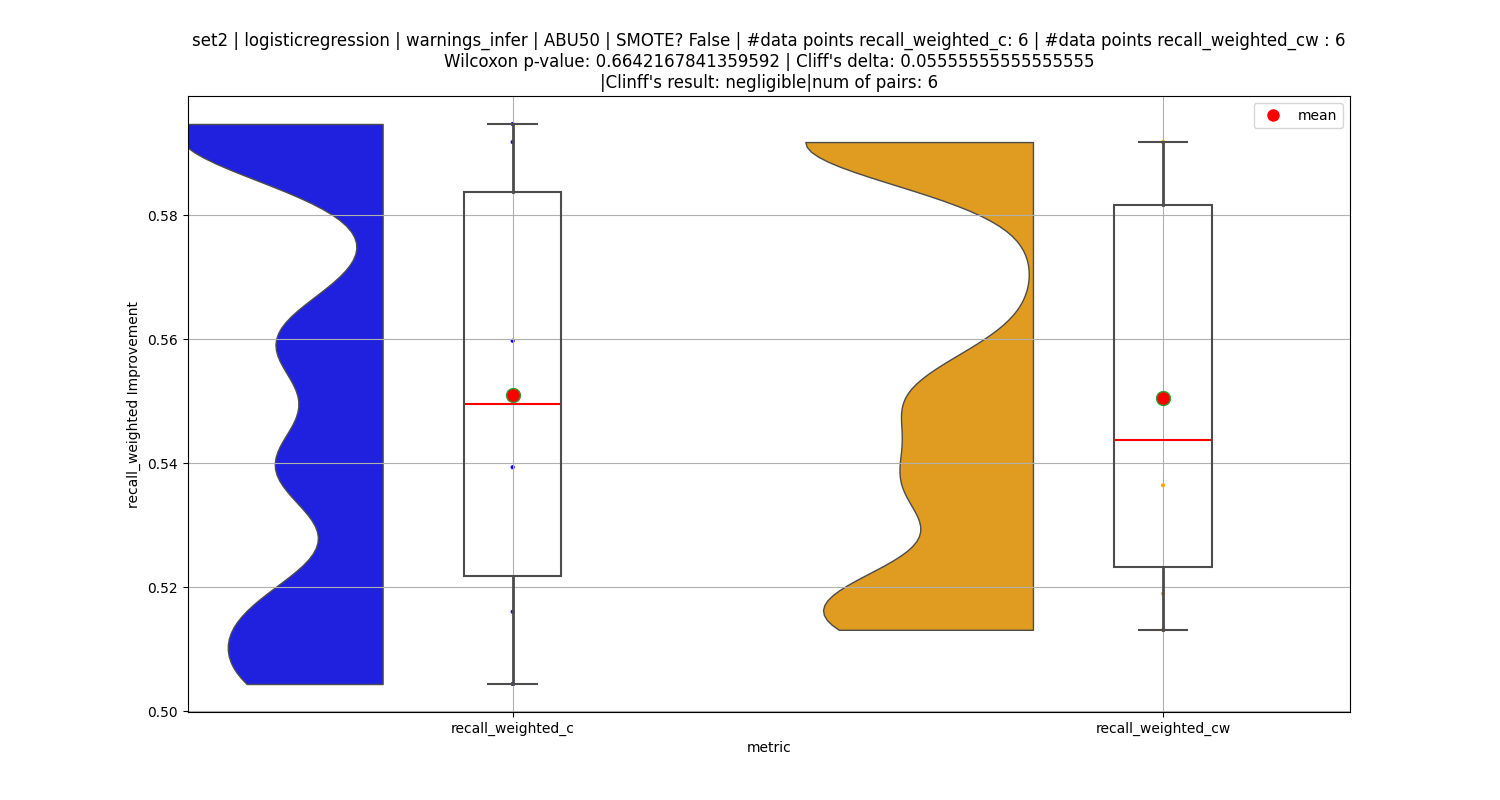 set2 | logisticregression | warnings_infer | ABU50 | SMOTE? False | #data points recall_weighted_c: 6 | #data points recall_weighted_cw : 6
Wilcoxon p-value: 0.6642167841359592 | Cliff's delta: 0.05555555555555555
|Clinff's result: negligible|num of pairs: 6
mean
0.58
0.56
0.54
0.52
0.50
recall_weighted Improvement
recall_weighted_c
recall_weighted_cw
metric